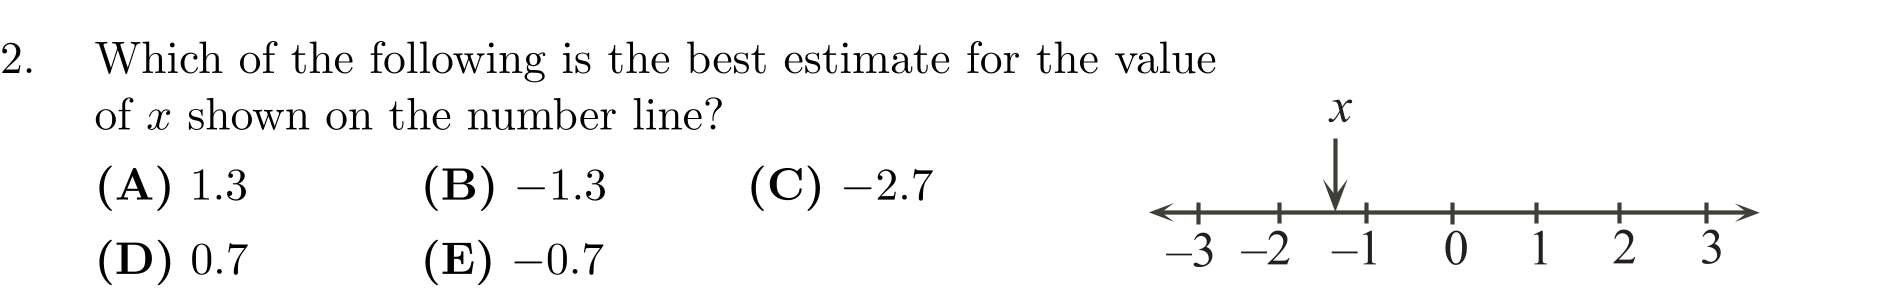 2. Which of the following is the best estimate for the value
of x shown on the number line?
(A) 1.3 (B) −1.3 (C) −2.7
(D) 0.7 (E) −0.7
x
−3 −2 −1 0 1 2 3